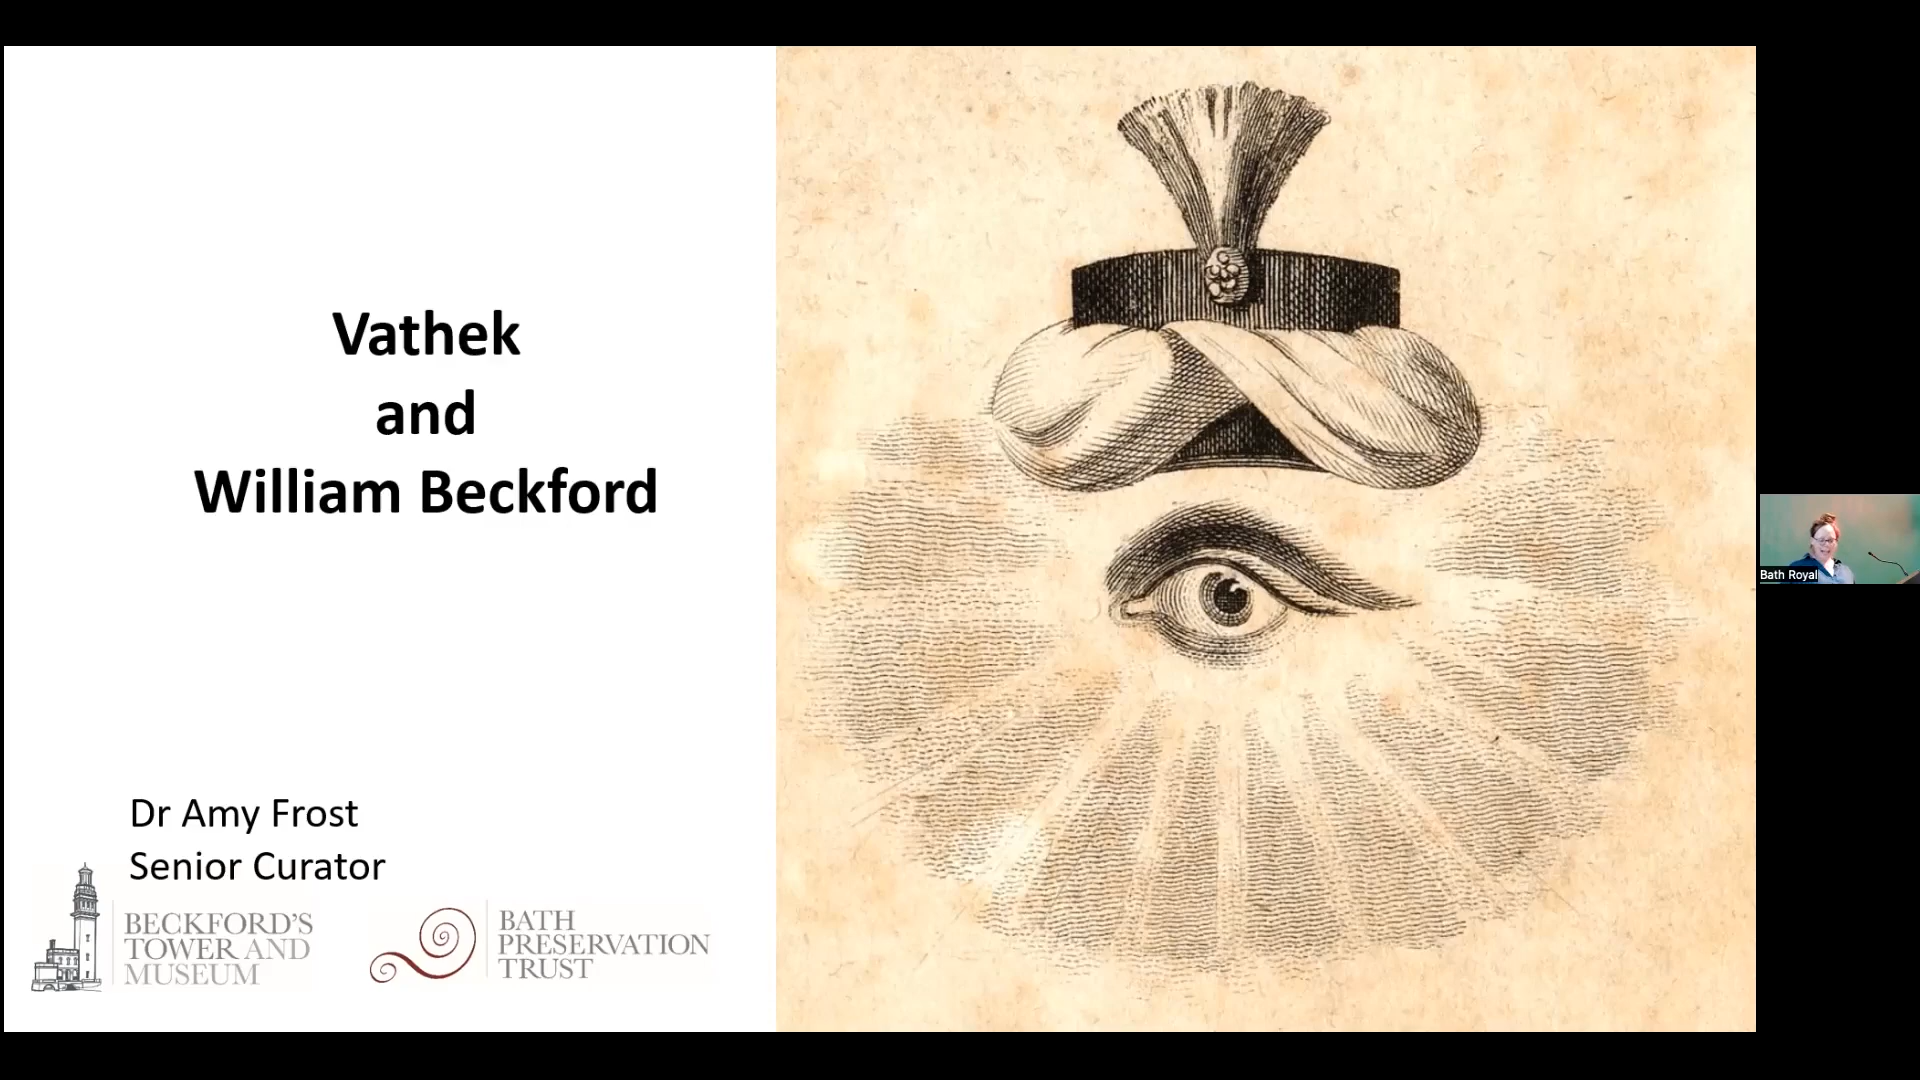 Vathek
and
William Beckford
Dr Amy Frost
Senior Curator
BECKFORD'S
TOWER AND
MUSEUM
BATH
PRESERVATION
TRUST
Bath Royal